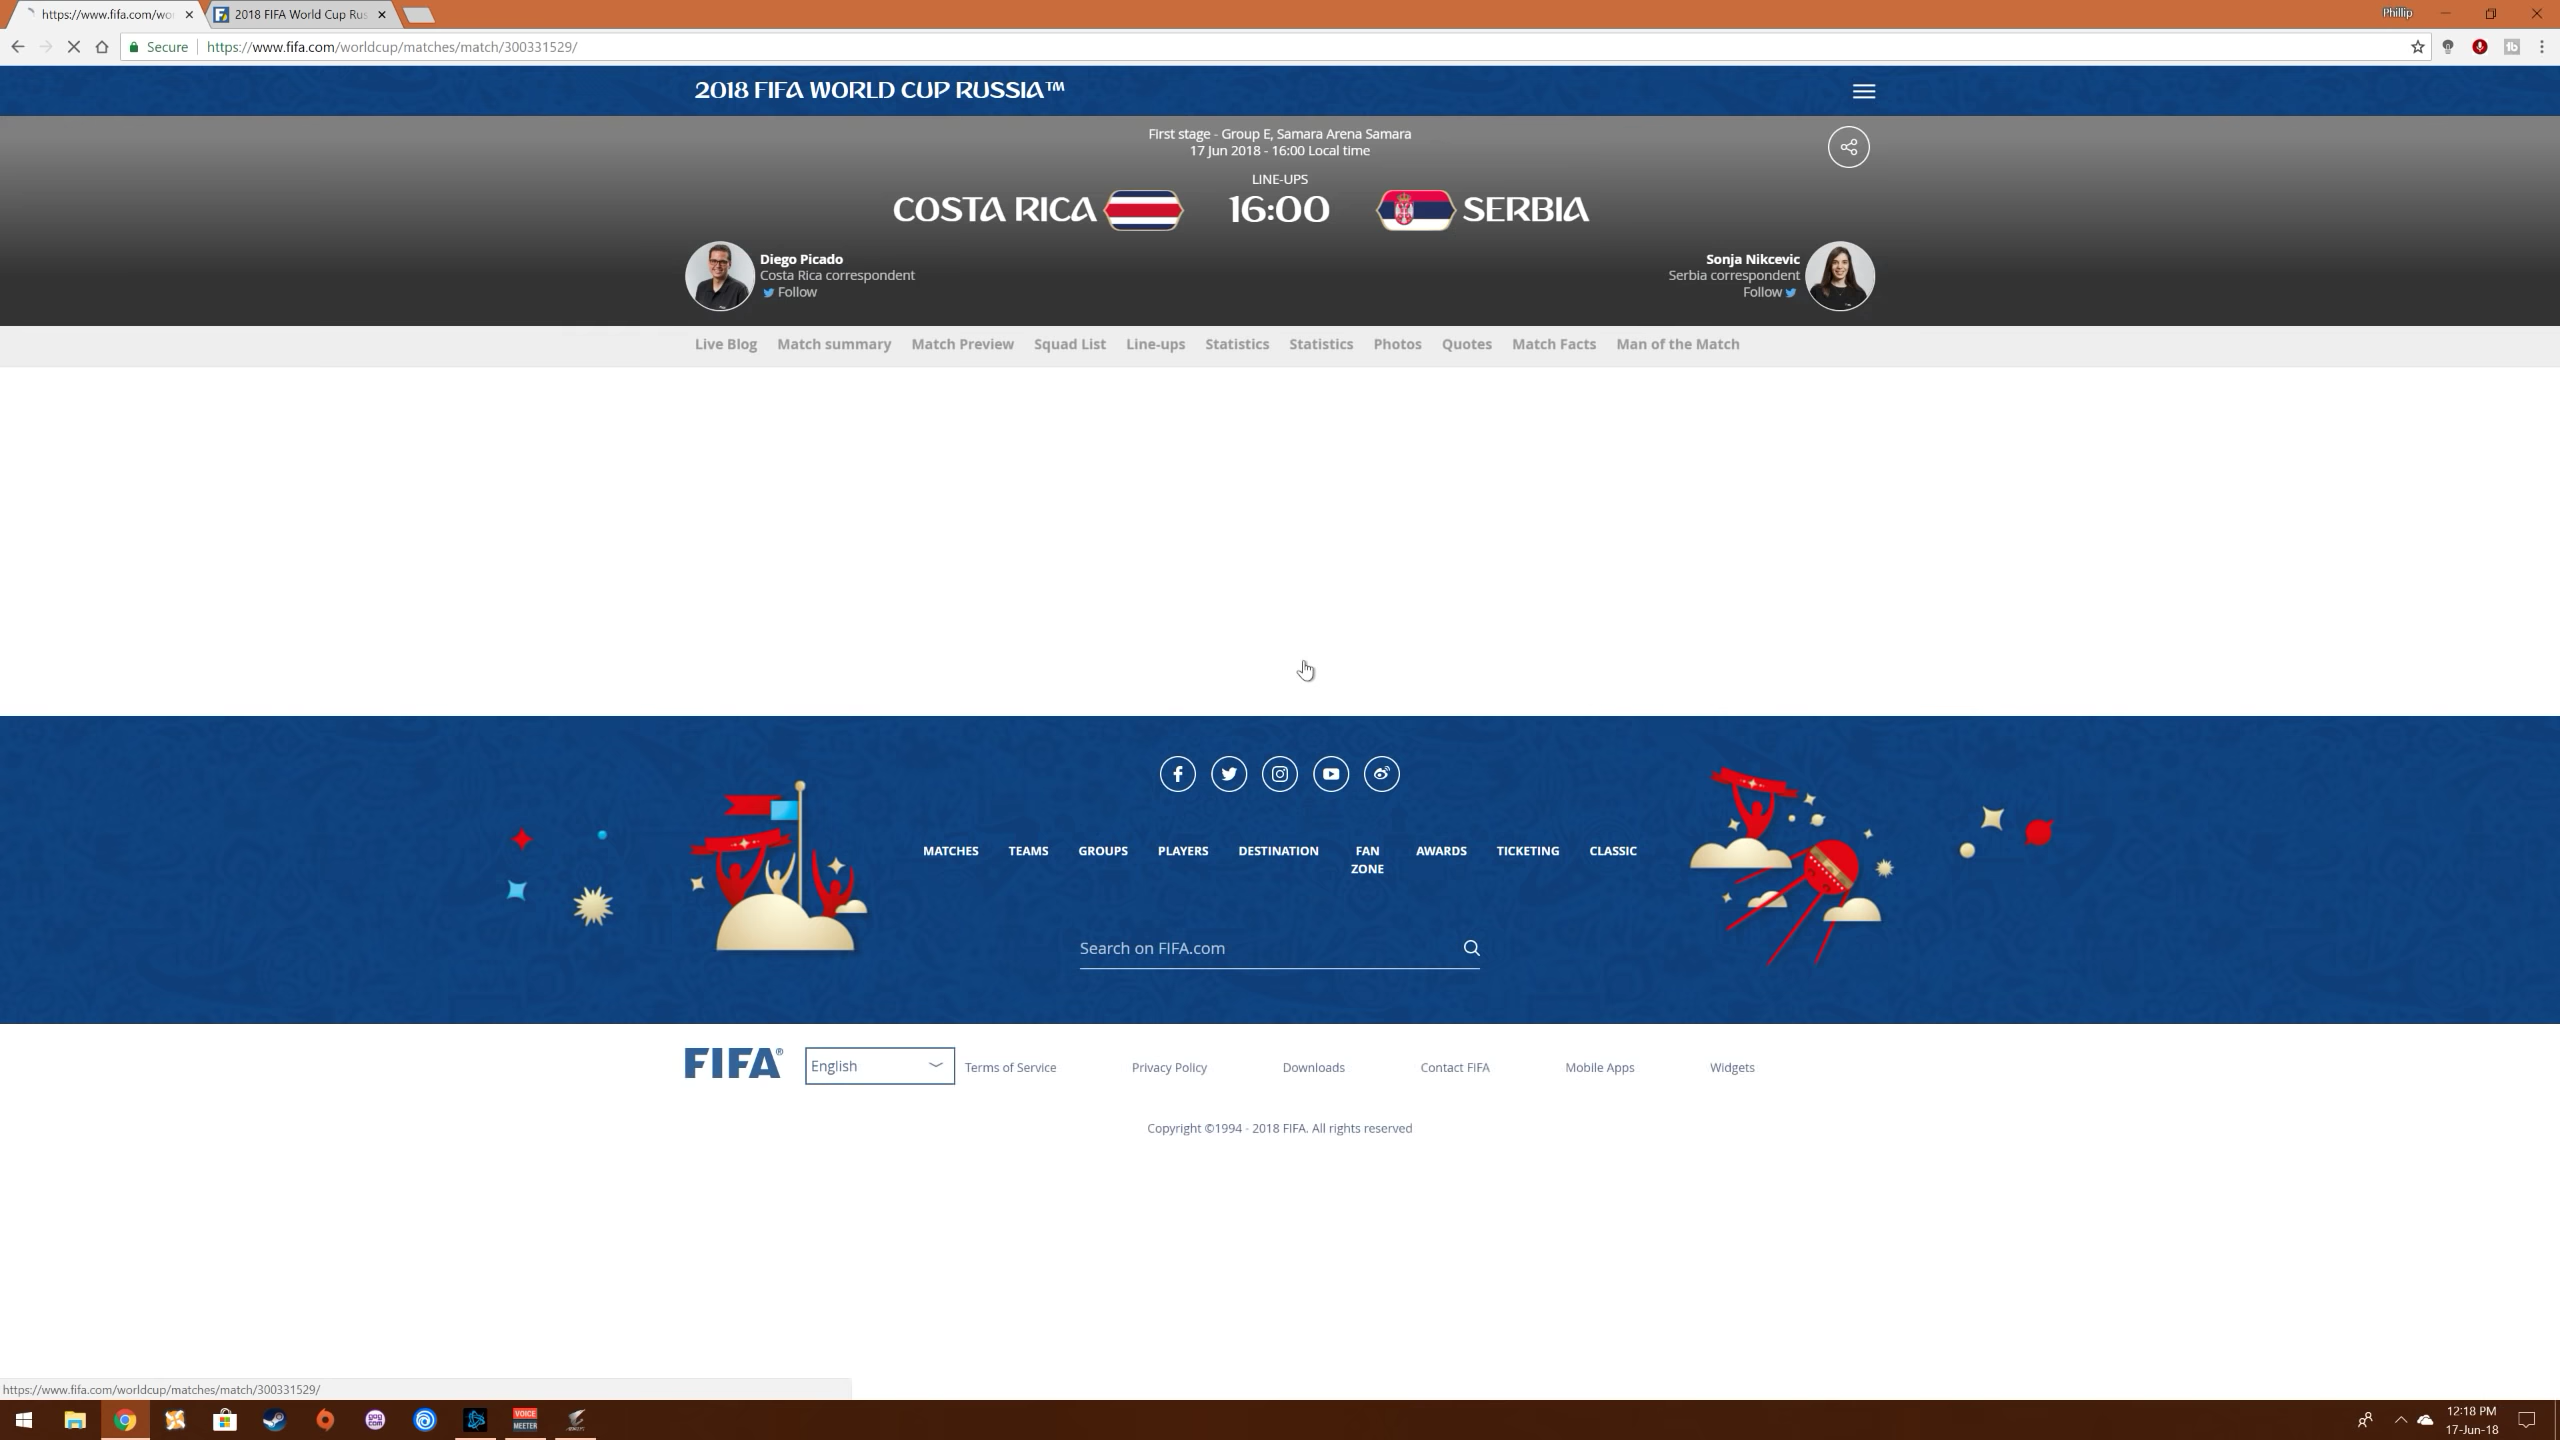 https://www.fifa.com/wo
2018 FIFA World Cup Rus
Phillip
Secure
https://www.fifa.com/worldcup/matches/match/300331529/
2018 FIFA WORLD CUP RUSSIA™
First stage - Group E, Samara Arena Samara
17 Jun 2018 - 16:00 Local time
LINE-UPS
COSTA RICA 16:00 SERBIA
Diego Picado
Costa Rica correspondent
Follow
Sonja Nikcevic
Serbia correspondent
Follow
Live Blog Match summary Match Preview Squad List Line-ups Statistics Statistics Photos Quotes Match Facts Man of the Match
MATCHES TEAMS GROUPS PLAYERS DESTINATION FAN ZONE AWARDS TICKETING CLASSIC
Search on FIFA.com
FIFA®
English
Terms of Service Privacy Policy Downloads Contact FIFA Mobile Apps Widgets
Copyright ©1994 - 2018 FIFA. All rights reserved
https://www.fifa.com/worldcup/matches/match/300331529/
VOICE
MEETER
12:18 PM
17-Jun-18